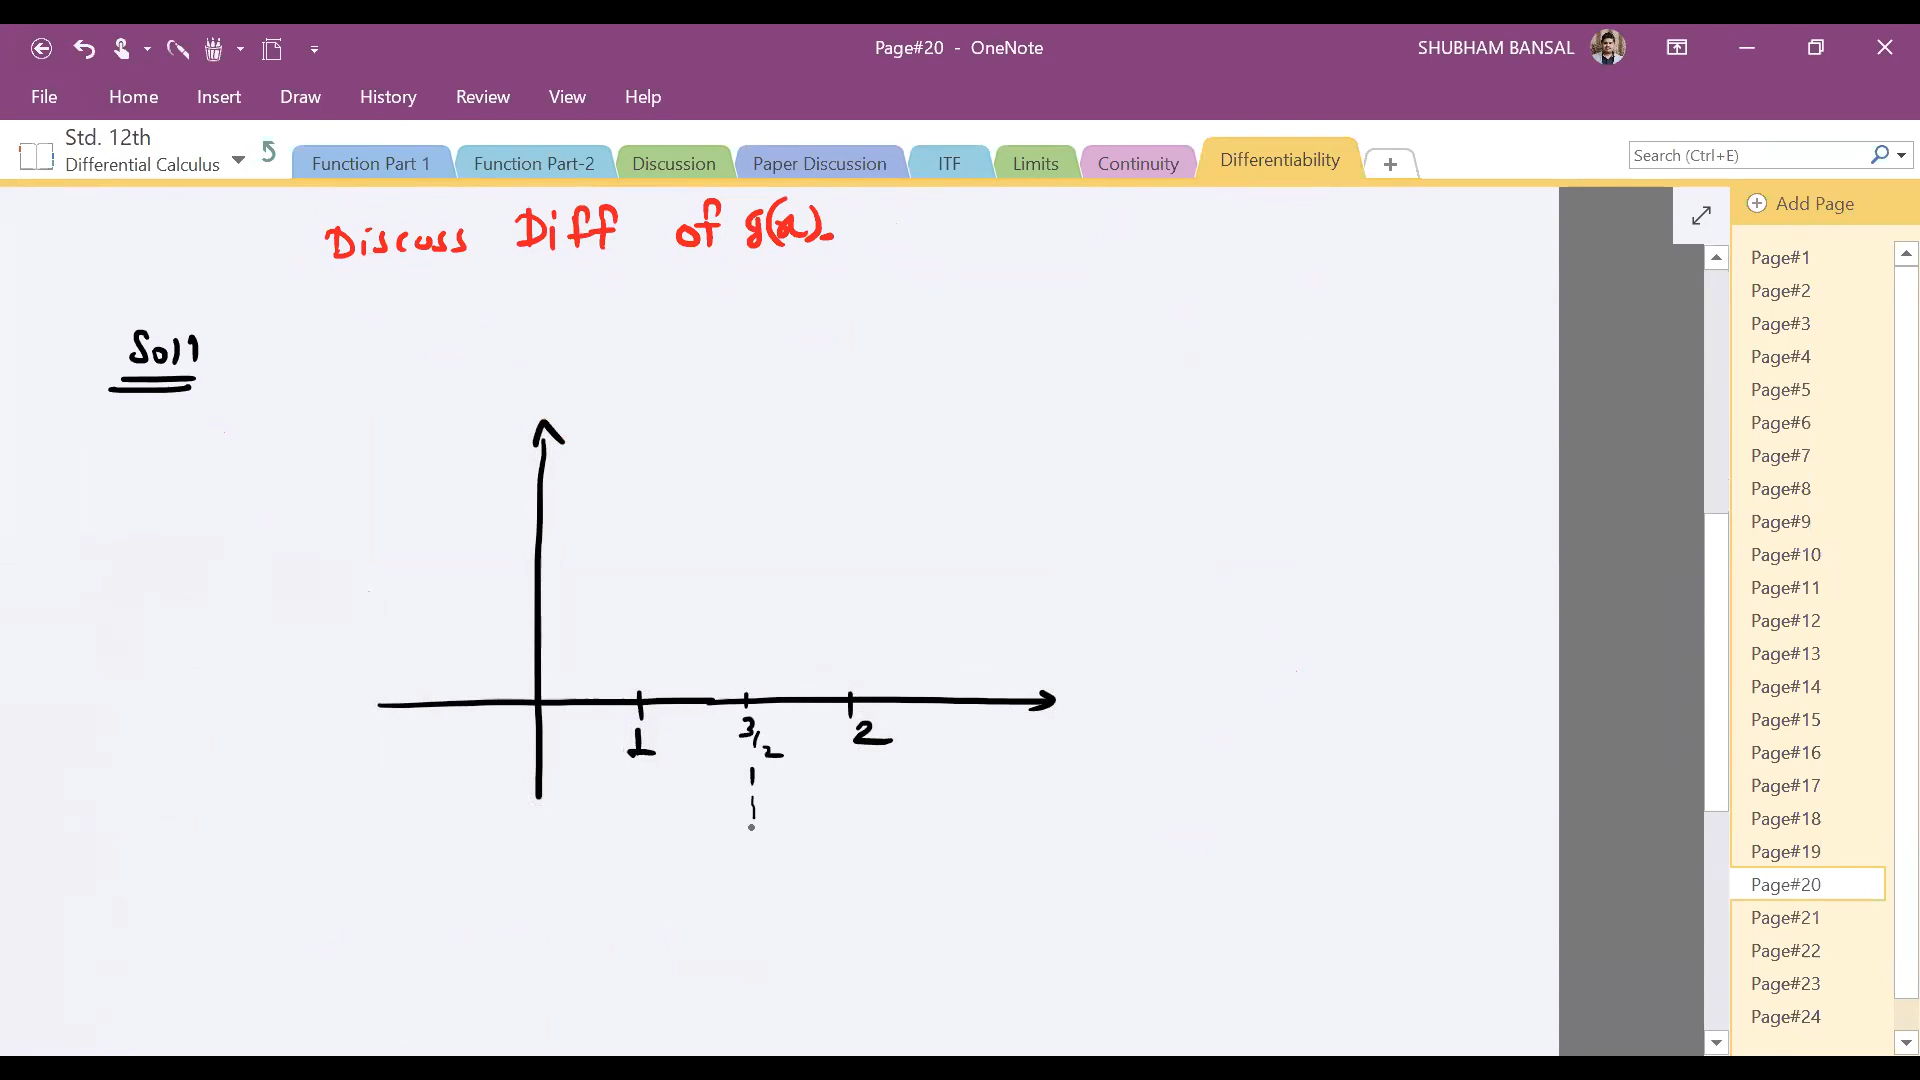 Page#20 - OneNote
SHUBHAM BANSAL
File Home Insert Draw History Review View Help
Std. 12th
Differential Calculus
Function Part 1 Function Part-2 Discussion Paper Discussion ITF Limits Continuity Differentiability
Search (Ctrl+E)
Discuss Diff of g(x).
Add Page
Soln
1 3/2 2
Page#1
Page#2
Page#3
Page#4
Page#5
Page#6
Page#7
Page#8
Page#9
Page#10
Page#11
Page#12
Page#13
Page#14
Page#15
Page#16
Page#17
Page#18
Page#19
Page#20
Page#21
Page#22
Page#23
Page#24